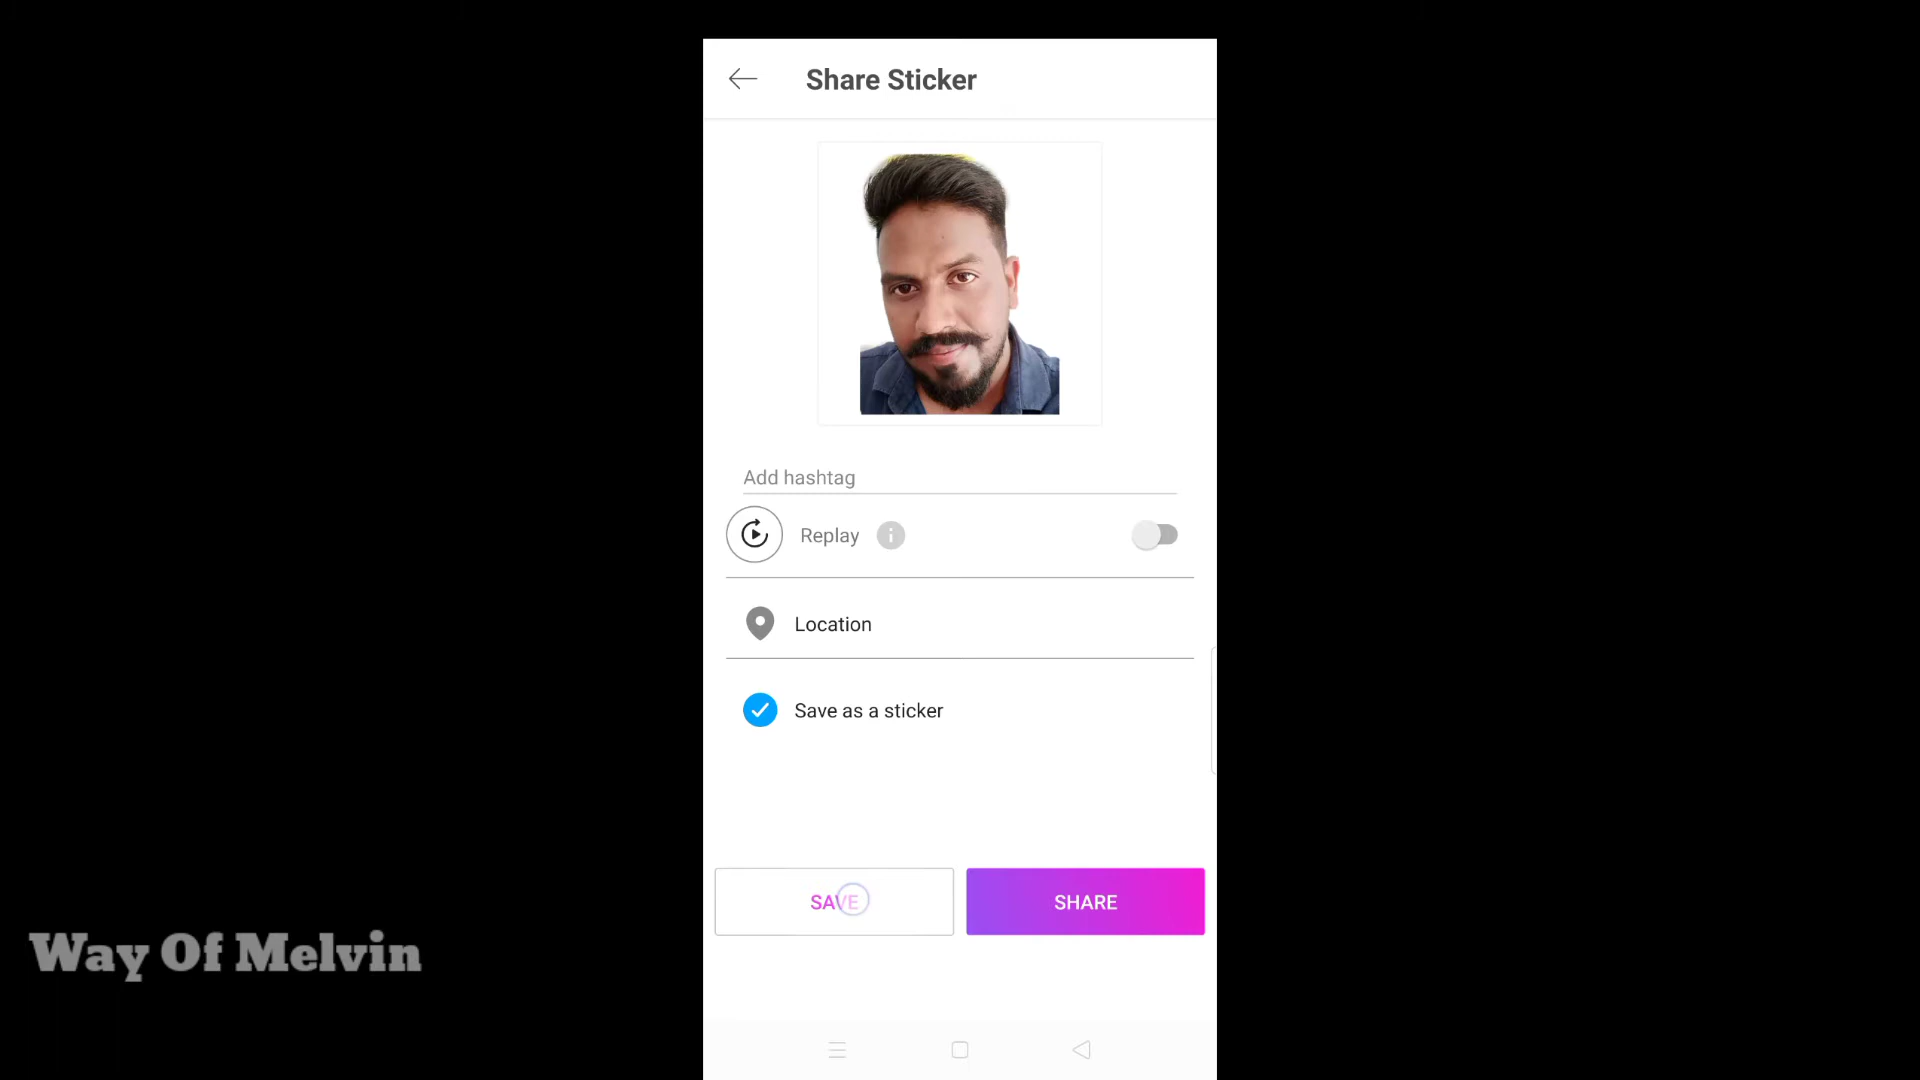 Share Sticker
Add hashtag
Replay
Location
Save as a sticker
SAVE
SHARE
Way Of Melvin